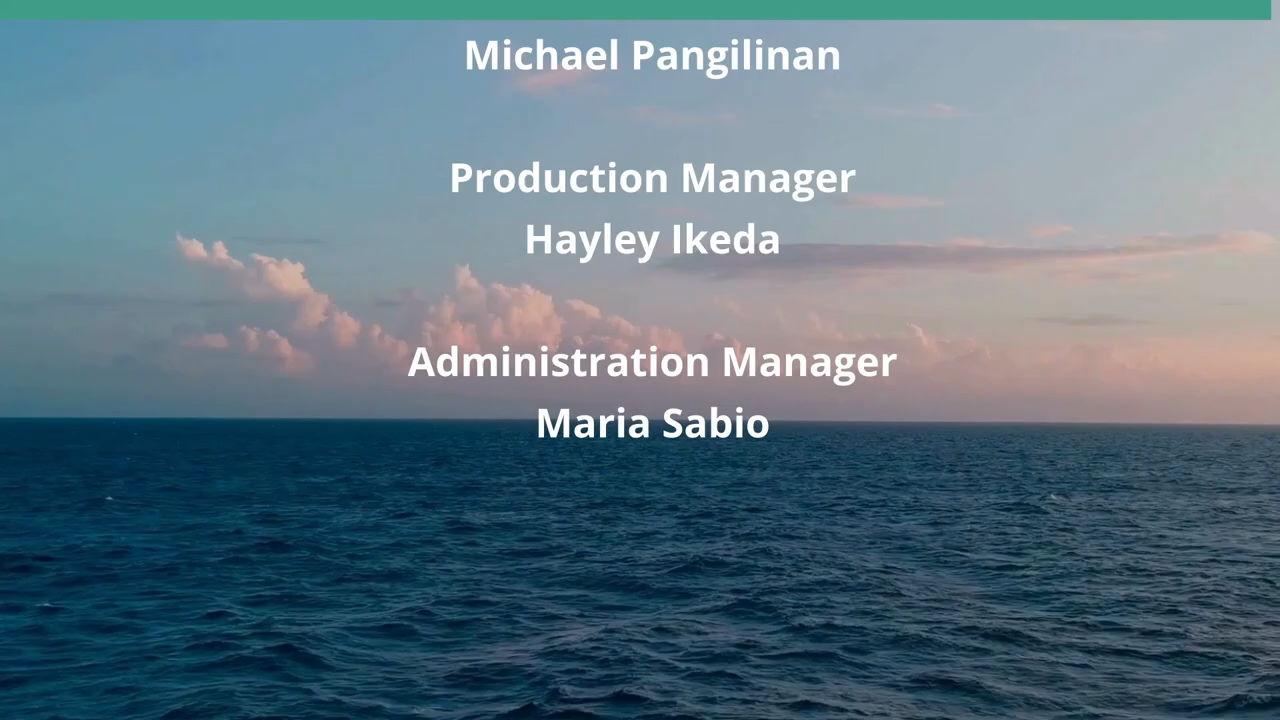 Michael Pangilinan
Production Manager
Hayley Ikeda
Administration Manager
Maria Sabio